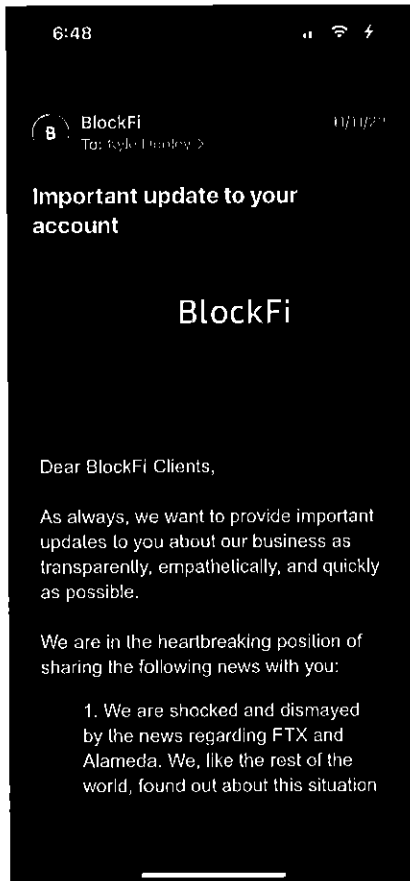 6:48
B
BlockFi
To:
Important update to your
account
BlockFi
Dear BlockFi Clients,
As always, we want to provide important
updates to you about our business as
transparently, empathetically, and quickly
as possible.
We are in the heartbreaking position of
sharing the following news with you:
1. We are shocked and dismayed
by the news regarding FTX and
Alameda. We, like the rest of the
world, found out about this situation